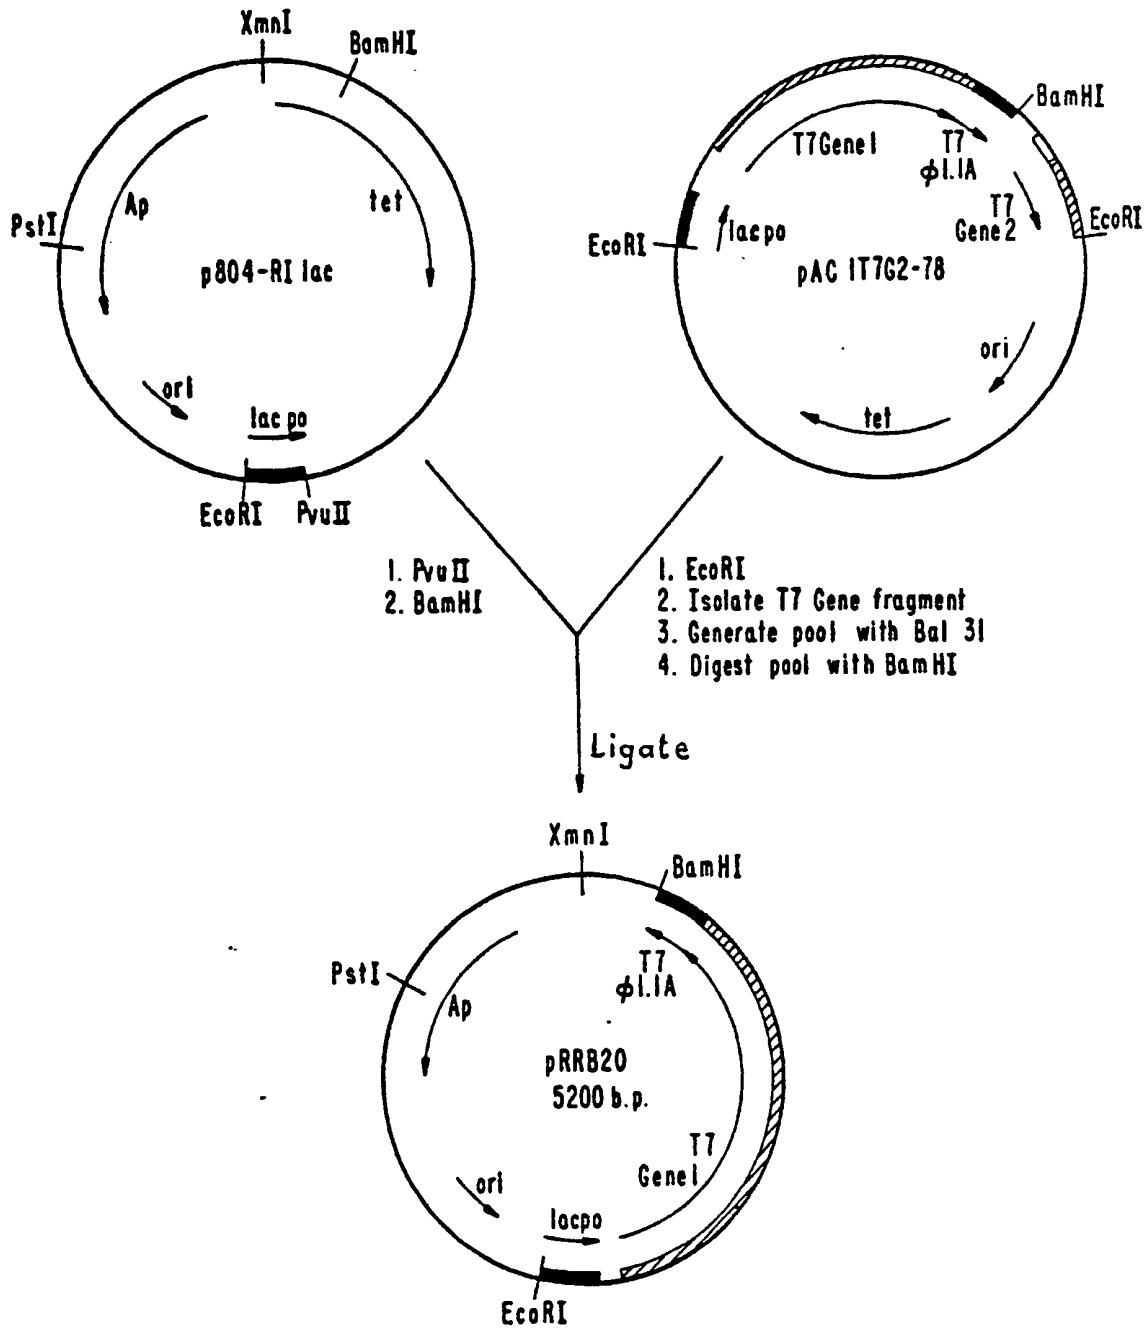 XmnI
BamHI
PstI
Ap
tet
p804-RI lac
ori
lac po
EcoRI
PvuII
BamHI
T7Gene1
T7
ϕ1.1A
T7
Gene2
EcoRI
lac po
EcoRI
pAC 1T7G2-78
ori
tet
1. PvuII
2. BamHI
1. EcoRI
2. Isolate T7 Gene fragment
3. Generate pool with Bal 31
4. Digest pool with BamHI
Ligate
XmnI
BamHI
PstI
Ap
T7
ϕ1.1A
pRRB20
5200 b.p.
T7
Gene1
ori
lacpo
EcoRI